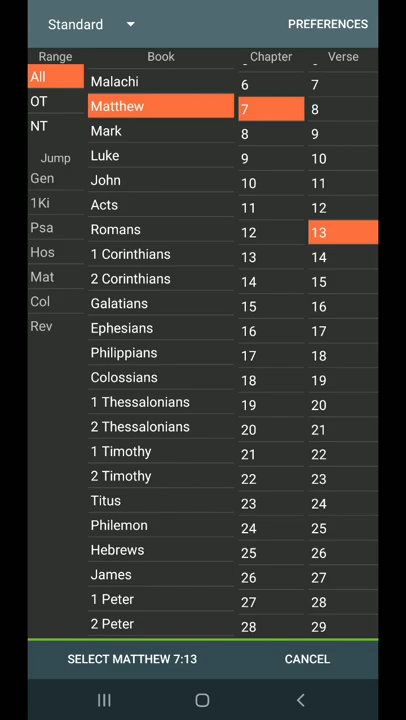 Standard PREFERENCES
Range Book Chapter Verse
All
OT
NT
Jump
Gen
1Ki
Psa
Hos
Mat
Col
Rev
Malachi
Matthew
Mark
Luke
John
Acts
Romans
1 Corinthians
2 Corinthians
Galatians
Ephesians
Philippians
Colossians
1 Thessalonians
2 Thessalonians
1 Timothy
2 Timothy
Titus
Philemon
Hebrews
James
1 Peter
2 Peter
6
7
8
9
10
11
12
13
14
15
16
17
18
19
20
21
22
23
24
25
26
27
28
7
8
9
10
11
12
13
14
15
16
17
18
19
20
21
22
23
24
25
26
27
28
29
SELECT MATTHEW 7:13 CANCEL